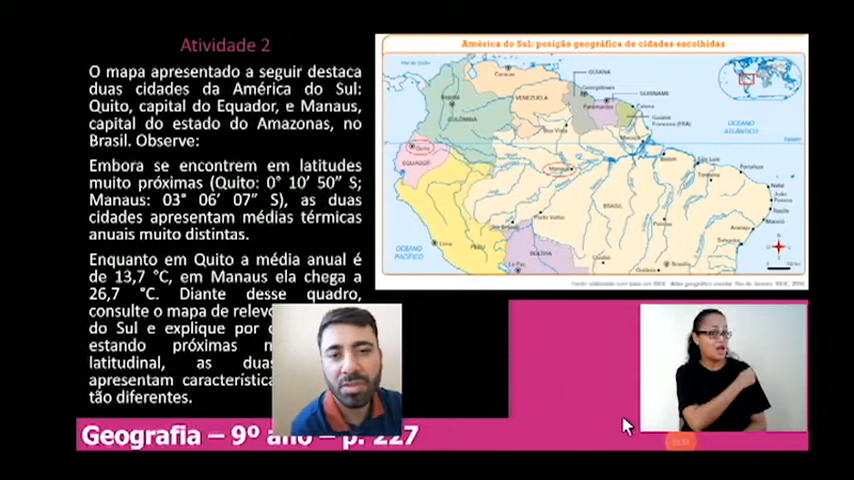 Atividade 2
O mapa apresentado a seguir destaca
duas cidades da América do Sul:
Quito, capital do Equador, e Manaus,
capital do estado do Amazonas, no
Brasil. Observe:
Embora se encontrem em latitudes
muito próximas (Quito: 0° 10' 50" S;
Manaus: 03° 06' 07" S), as duas
cidades apresentam médias térmicas
anuais muito distintas.
Enquanto em Quito a média anual é
de 13,7 °C, em Manaus ela chega a
26,7 °C. Diante desse quadro,
consulte o mapa de relevo
do Sul e explique por
estando próximas
latitudinal, as
apresentam
tão diferentes.
América do Sul: posição geográfica de cidades escolhidas
Caracas
VENEZUELA
GUIANA
Georgetown
SURINAME
Paramaribo
Caiena
Guiana
Francesa (FRA)
COLÔMBIA
Boa Vista
Macapá
OCEANO
ATLÂNTICO
Quito
EQUADOR
Manaus
Belém
São Luís
Teresina
Fortaleza
Natal
João
Pessoa
Recife
Maceió
Aracaju
Salvador
Porto Velho
BRASIL
Palmas
PERU
Lima
OCEANO
PACÍFICO
BOLÍVIA
La Paz
Cuiabá
Brasília
Goiânia
N
S
Geografia – 9º ano – p. 227